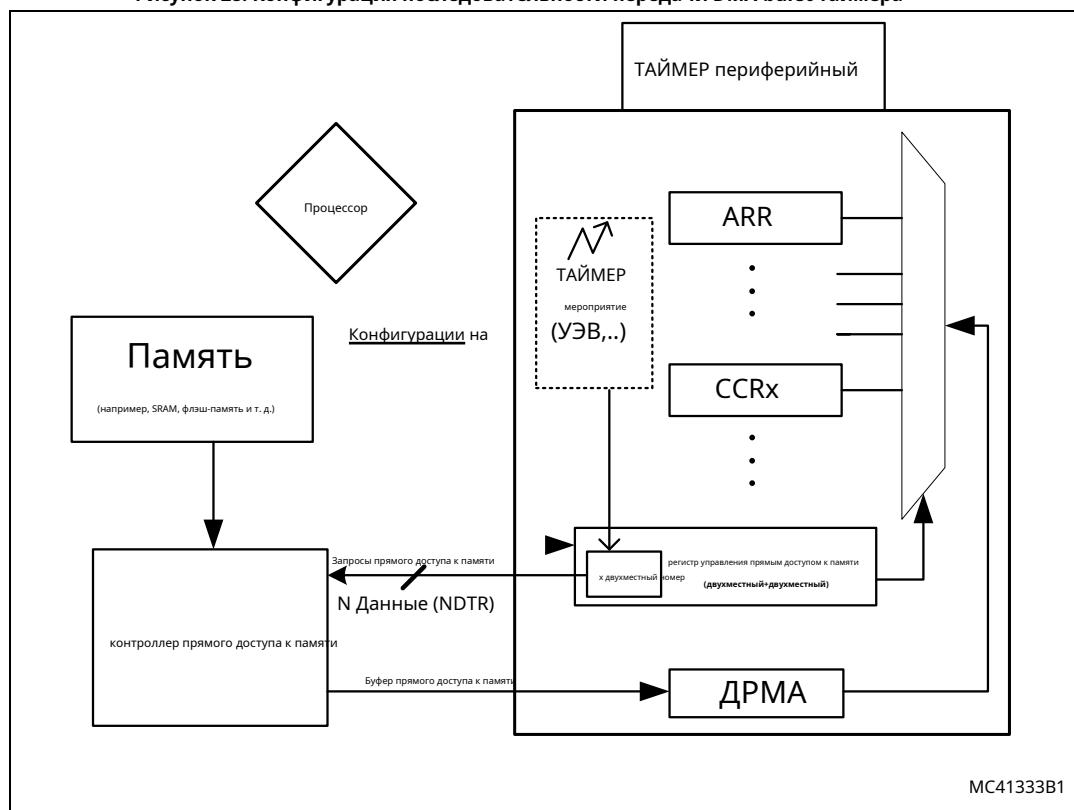 ТАЙМЕР периферийный
Процессор
ARR
ТАЙМЕР
мероприятие
(УЭВ,..)
Конфигурации на
Память
(например, SRAM, флэш-память и т. д.)
CCRx
Запросы прямого доступа к памяти
х двухместный номер
регистр управления прямым доступом к памяти
(двухместный+двухместный)
N Данные (NDTR)
контроллер прямого доступа к памяти
Буфер прямого доступа к памяти
ДРМА
MC41333B1